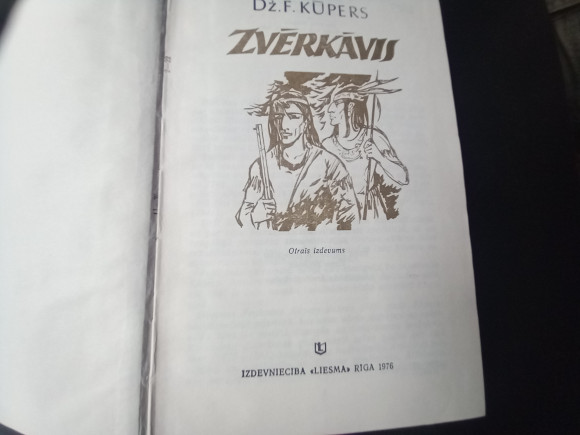 Dž. F. KŪPERS
ZVĒRKĀVIS
Otrais izdevums
IZDEVNIECĪBA «LIESMA» RĪGA 1976